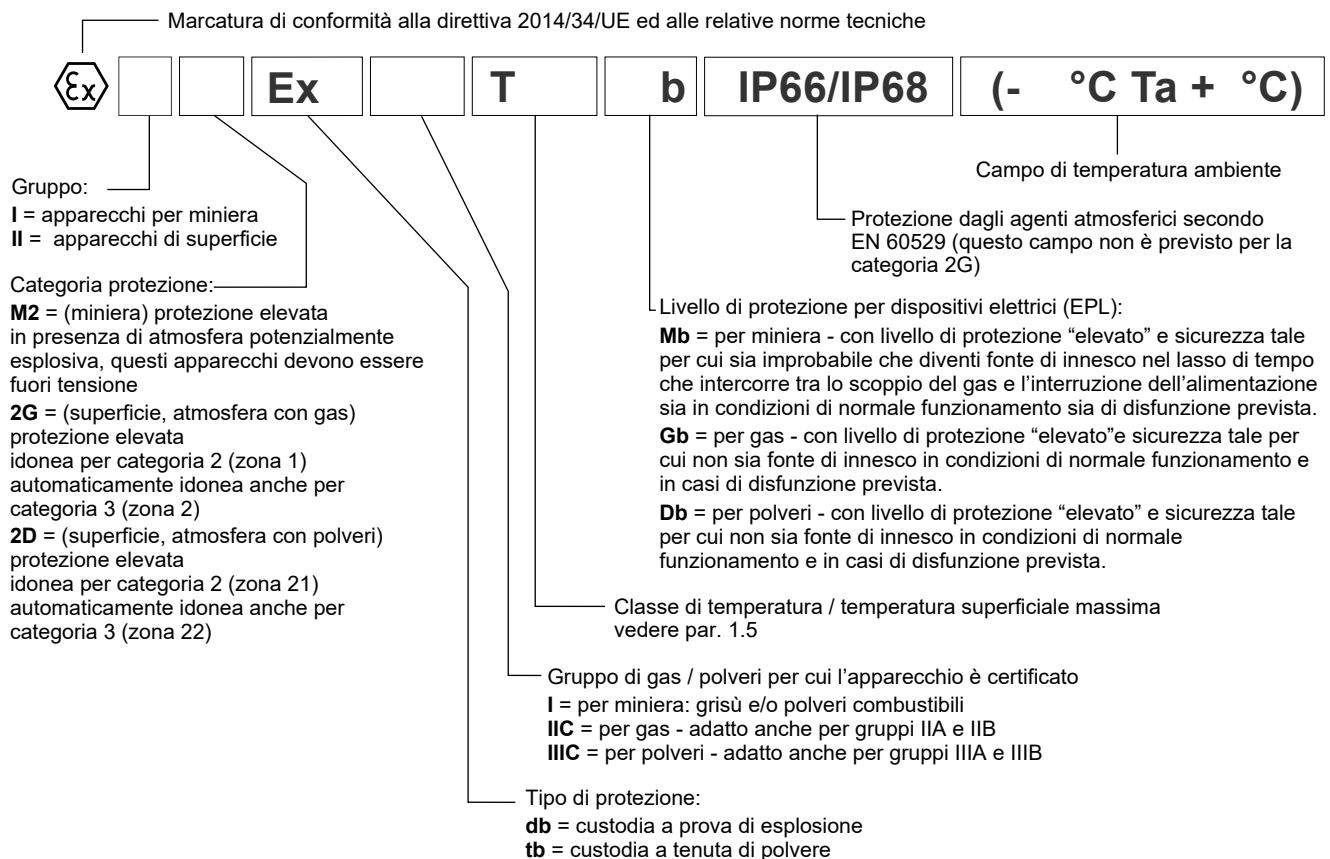 Marcatura di conformità alla direttiva 2014/34/UE ed alle relative norme tecniche
Ex Ex T b IP66/IP68 (- °C Ta + °C)
Gruppo:
I = apparecchi per miniera
II = apparecchi di superficie
Categoria protezione:
M2 = (miniera) protezione elevata
in presenza di atmosfera potenzialmente
esplosiva, questi apparecchi devono essere
fuori tensione
2G = (superficie, atmosfera con gas)
protezione elevata
idonea per categoria 2 (zona 1)
automaticamente idonea anche per
categoria 3 (zona 2)
2D = (superficie, atmosfera con polveri)
protezione elevata
idonea per categoria 2 (zona 21)
automaticamente idonea anche per
categoria 3 (zona 22)
Campo di temperatura ambiente
Protezione dagli agenti atmosferici secondo
EN 60529 (questo campo non è previsto per la
categoria 2G)
Livello di protezione per dispositivi elettrici (EPL):
Mb = per miniera - con livello di protezione “elevato” e sicurezza tale
per cui sia improbabile che diventi fonte di innesco nel lasso di tempo
che intercorre tra lo scoppio del gas e l’interruzione dell’alimentazione
sia in condizioni di normale funzionamento sia di disfunzione prevista.
Gb = per gas - con livello di protezione “elevato”e sicurezza tale per
cui non sia fonte di innesco in condizioni di normale funzionamento e
in casi di disfunzione prevista.
Db = per polveri - con livello di protezione “elevato” e sicurezza tale
per cui non sia fonte di innesco in condizioni di normale
funzionamento e in casi di disfunzione prevista.
Classe di temperatura / temperatura superficiale massima
vedere par. 1.5
Gruppo di gas / polveri per cui l’apparecchio è certificato
I = per miniera: grisù e/o polveri combustibili
IIC = per gas - adatto anche per gruppi IIA e IIB
IIIC = per polveri - adatto anche per gruppi IIIA e IIIB
Tipo di protezione:
db = custodia a prova di esplosione
tb = custodia a tenuta di polvere